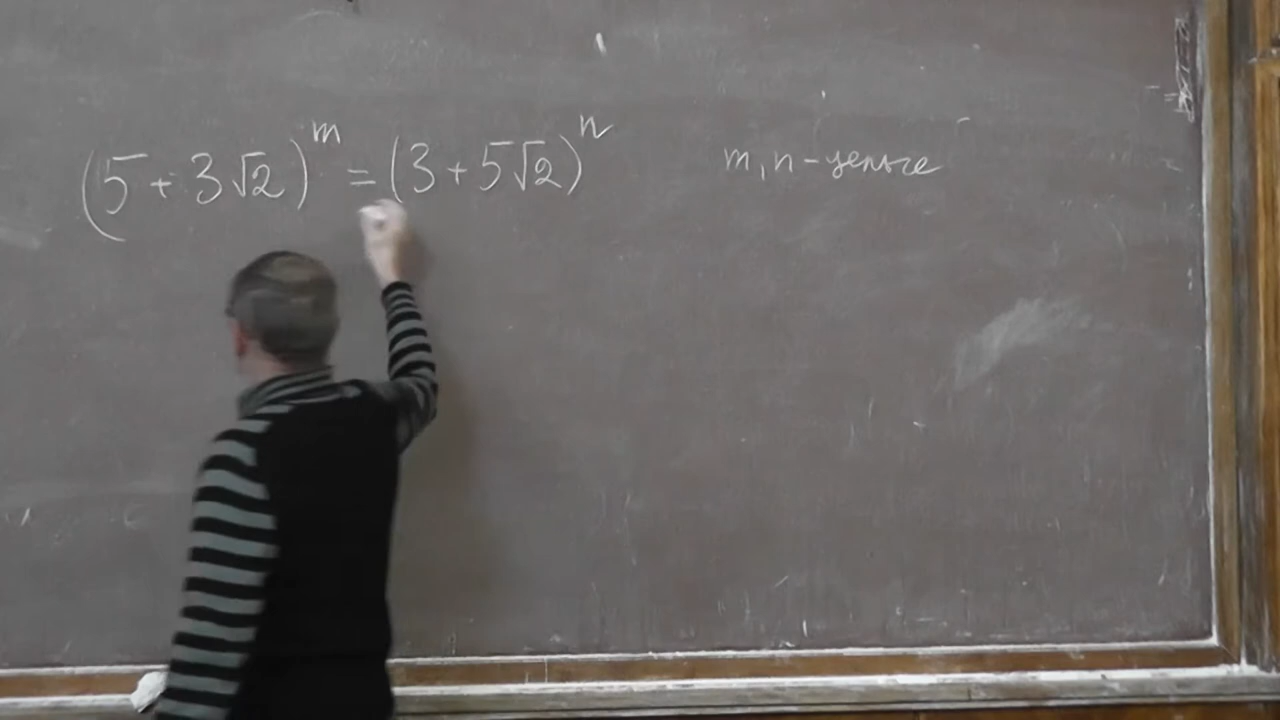 (5 + 3√2)^m = (3 + 5√2)^n m, n - целые